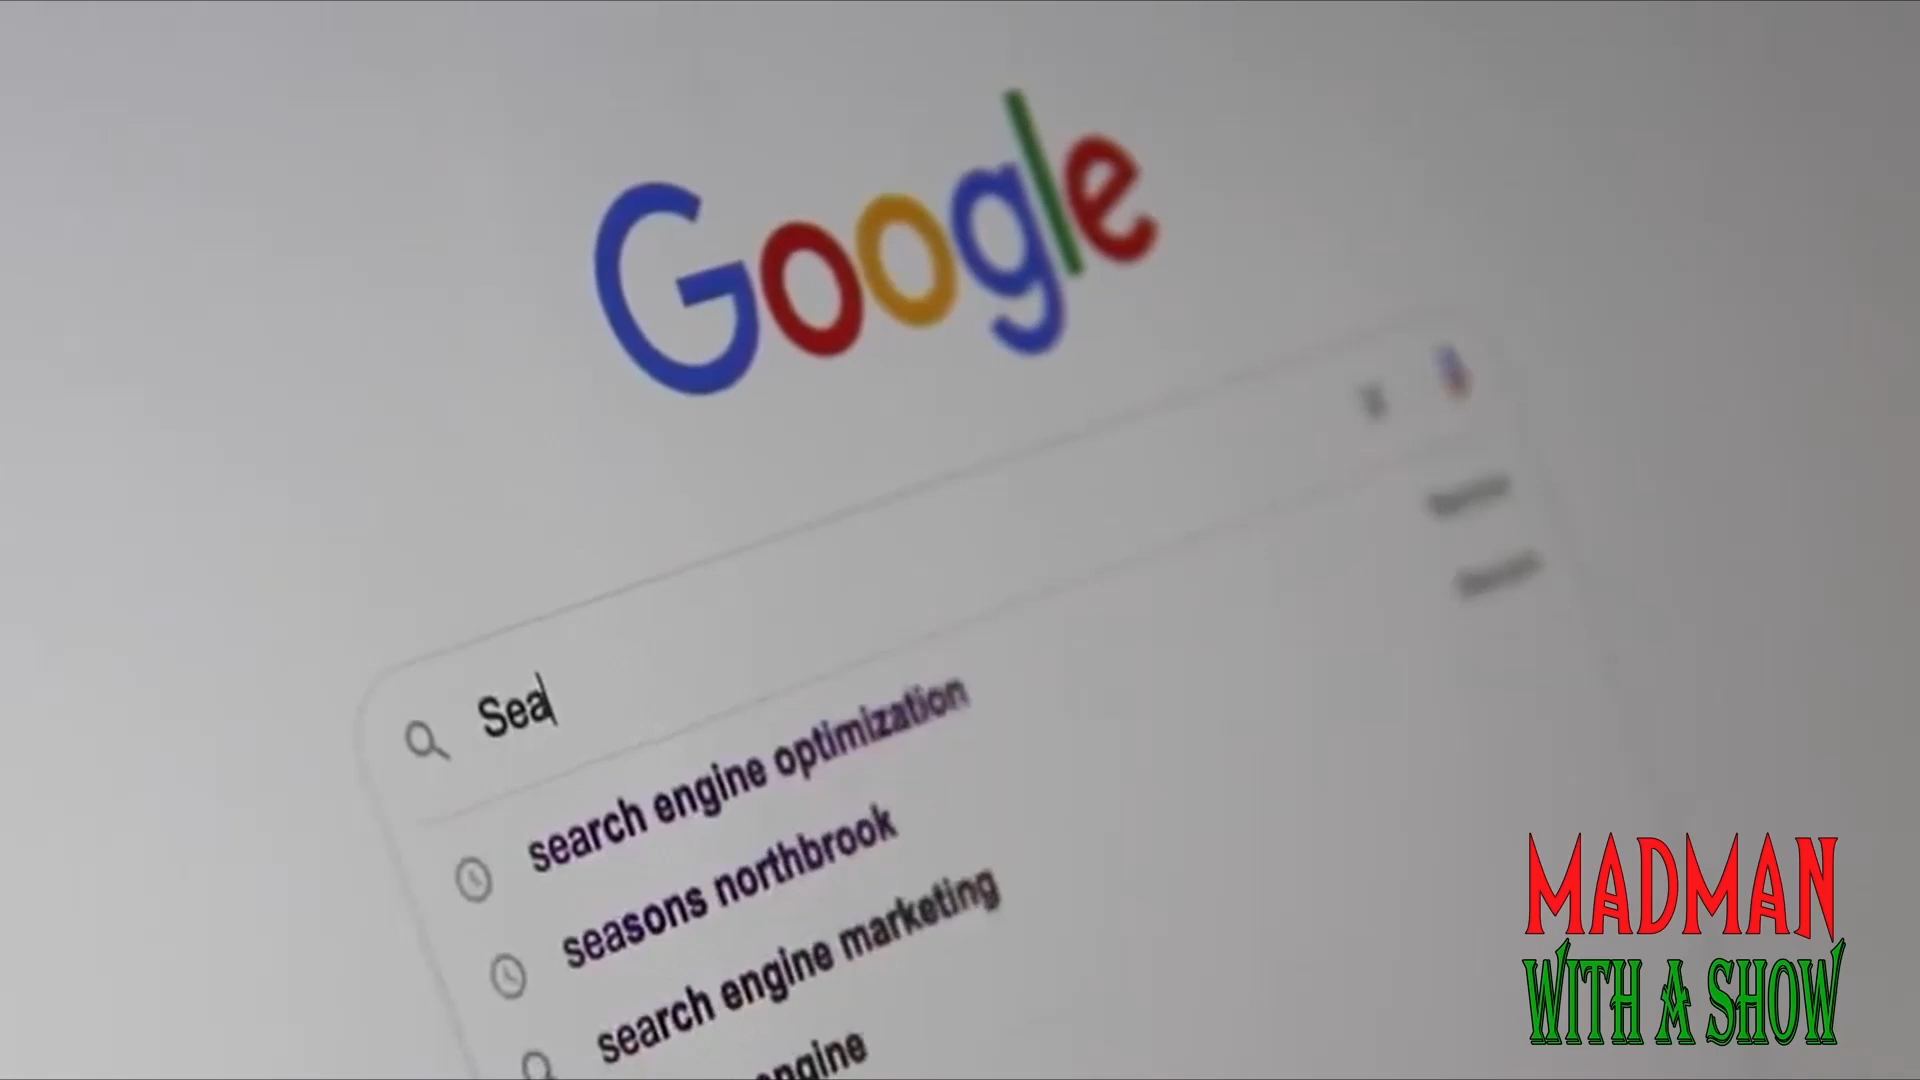 Google
Sea
search engine optimization
seasons northbrook
search engine marketing
engine
MADMAN
WITH A SHOW